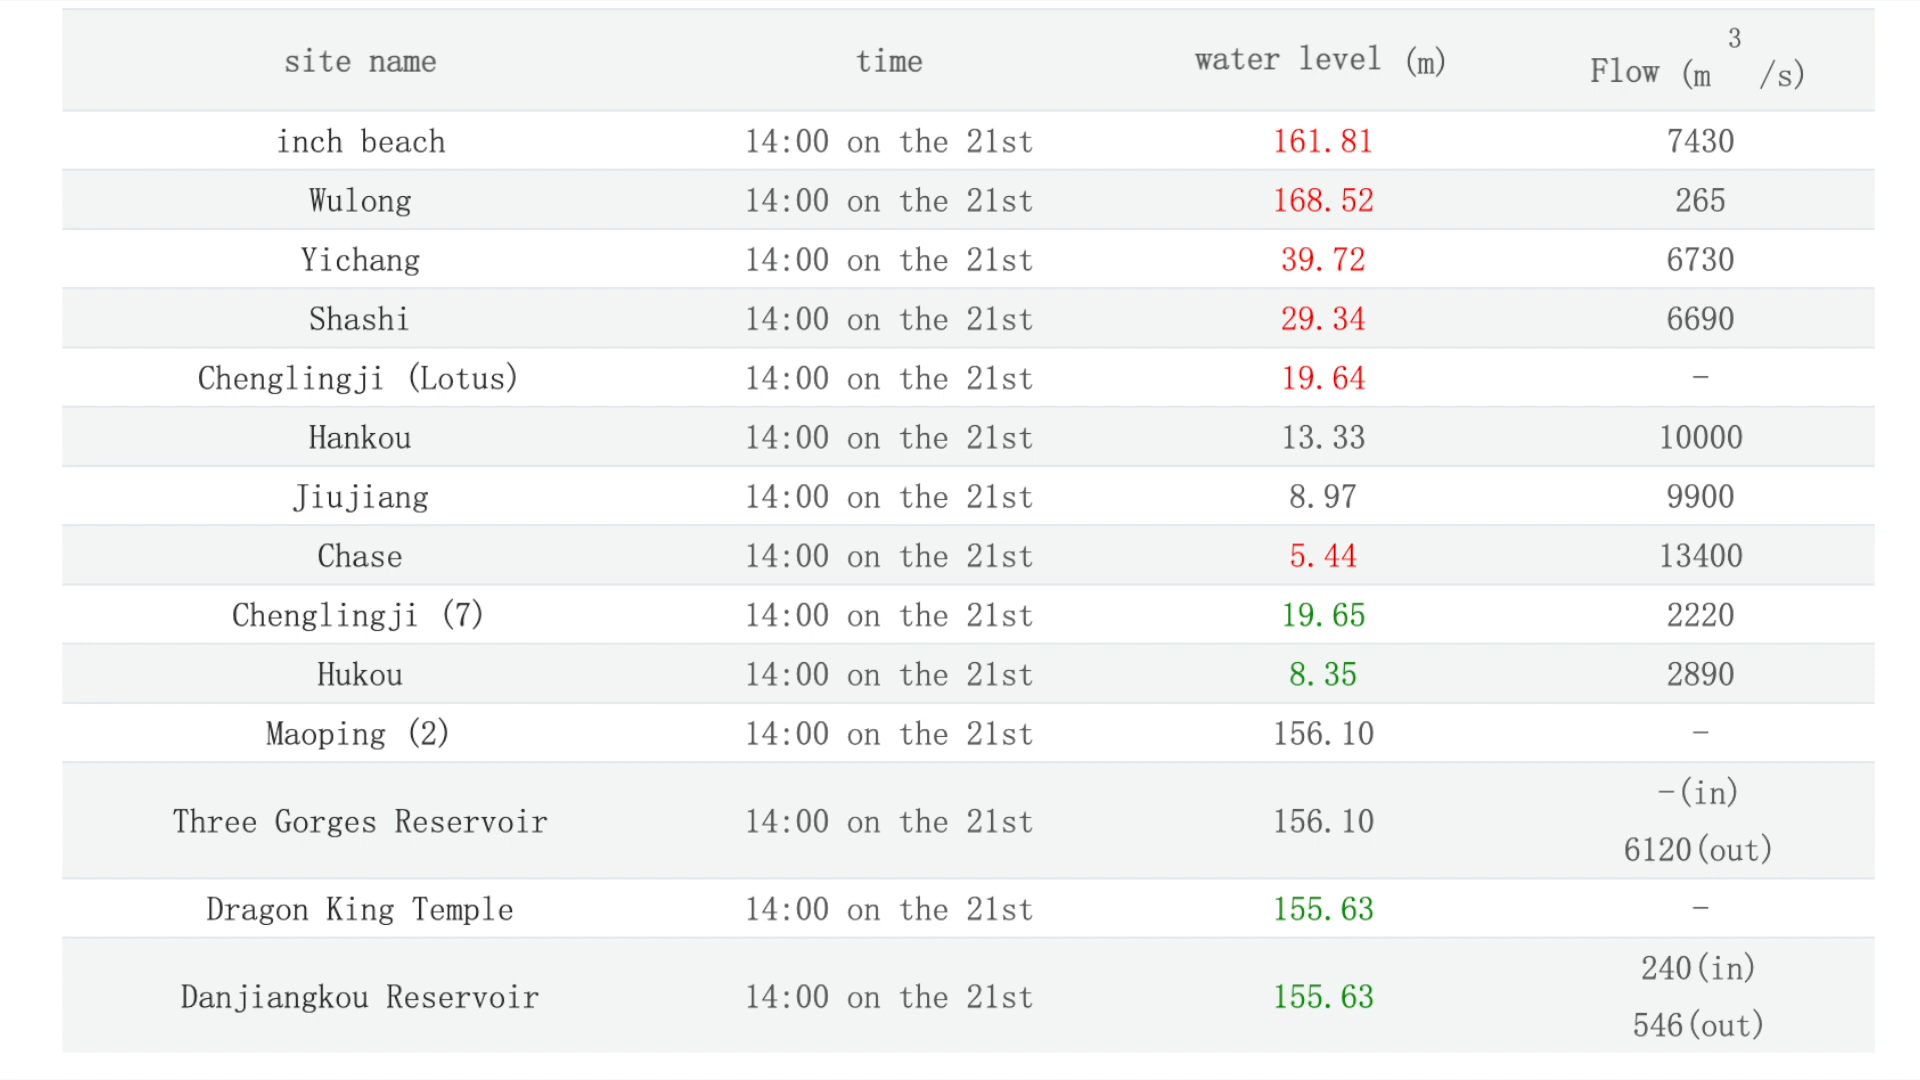 site name time water level (m) Flow (m³/s)
inch beach 14:00 on the 21st 161.81 7430
Wulong 14:00 on the 21st 168.52 265
Yichang 14:00 on the 21st 39.72 6730
Shashi 14:00 on the 21st 29.34 6690
Chenglingji (Lotus) 14:00 on the 21st 19.64 –
Hankou 14:00 on the 21st 13.33 10000
Jiujiang 14:00 on the 21st 8.97 9900
Chase 14:00 on the 21st 5.44 13400
Chenglingji (7) 14:00 on the 21st 19.65 2220
Hukou 14:00 on the 21st 8.35 2890
Maoping (2) 14:00 on the 21st 156.10 –
Three Gorges Reservoir 14:00 on the 21st 156.10 –(in)
6120(out)
Dragon King Temple 14:00 on the 21st 155.63 –
Danjiangkou Reservoir 14:00 on the 21st 155.63 240(in)
546(out)